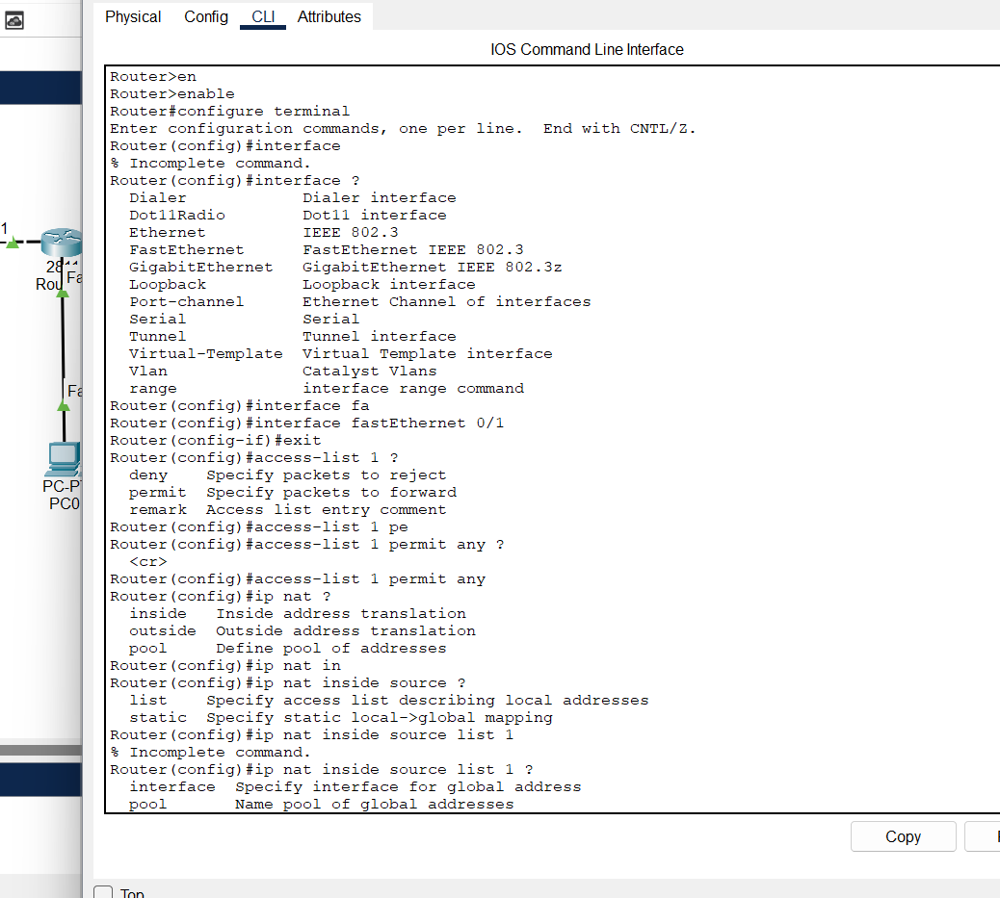 Physical Config CLI Attributes
IOS Command Line Interface
Router>en
Router>enable
Router#configure terminal
Enter configuration commands, one per line.  End with CNTL/Z.
Router(config)#interface
% Incomplete command.
Router(config)#interface ?
  Dialer            Dialer interface
  Dot11Radio        Dot11 interface
  Ethernet          IEEE 802.3
  FastEthernet      FastEthernet IEEE 802.3
  GigabitEthernet   GigabitEthernet IEEE 802.3z
  Loopback          Loopback interface
  Port-channel      Ethernet Channel of interfaces
  Serial            Serial
  Tunnel            Tunnel interface
  Virtual-Template  Virtual Template interface
  Vlan              Catalyst Vlans
  range             interface range command
Router(config)#interface fa
Router(config)#interface fastEthernet 0/1
Router(config-if)#exit
Router(config)#access-list 1 ?
  deny    Specify packets to reject
  permit  Specify packets to forward
  remark  Access list entry comment
Router(config)#access-list 1 pe
Router(config)#access-list 1 permit any ?
  <cr>
Router(config)#access-list 1 permit any
Router(config)#ip nat ?
  inside   Inside address translation
  outside  Outside address translation
  pool     Define pool of addresses
Router(config)#ip nat in
Router(config)#ip nat inside source ?
  list    Specify access list describing local addresses
  static  Specify static local->global mapping
Router(config)#ip nat inside source list 1
% Incomplete command.
Router(config)#ip nat inside source list 1 ?
  interface  Specify interface for global address
  pool       Name pool of global addresses
Copy
Top
1
Rou
Fa
Fa
PC-P
PC0